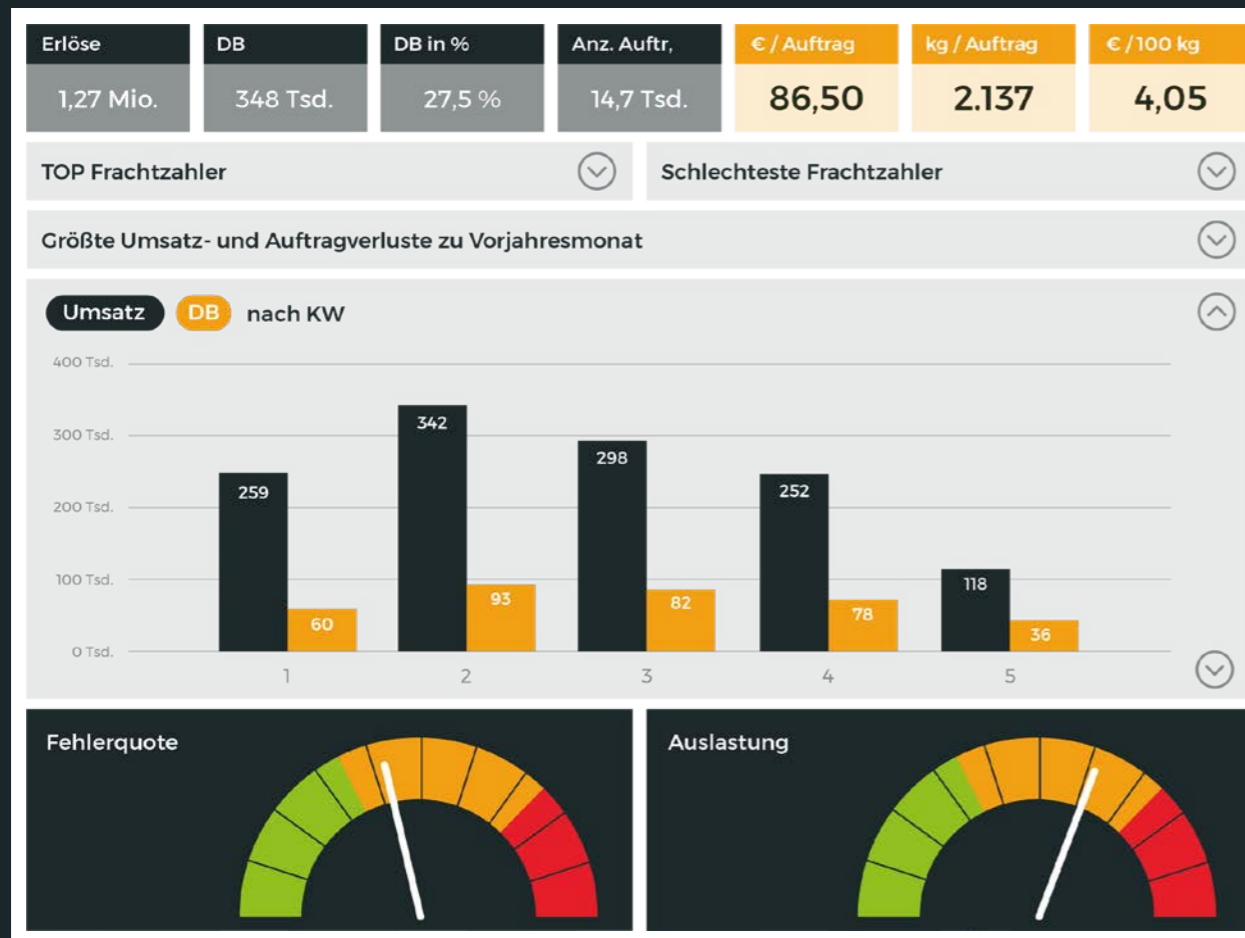 Erlöse
1,27 Mio.
DB
348 Tsd.
DB in %
27,5 %
Anz. Auftr,
14,7 Tsd.
€ / Auftrag
86,50
kg / Auftrag
2.137
€ /100 kg
4,05
TOP Frachtzahler
Schlechteste Frachtzahler
Größte Umsatz- und Auftragverluste zu Vorjahresmonat
Umsatz DB nach KW
400 Tsd.
300 Tsd.
200 Tsd.
100 Tsd.
0 Tsd.
259
60
342
93
298
82
252
78
118
36
1 2 3 4 5
Fehlerquote
Auslastung